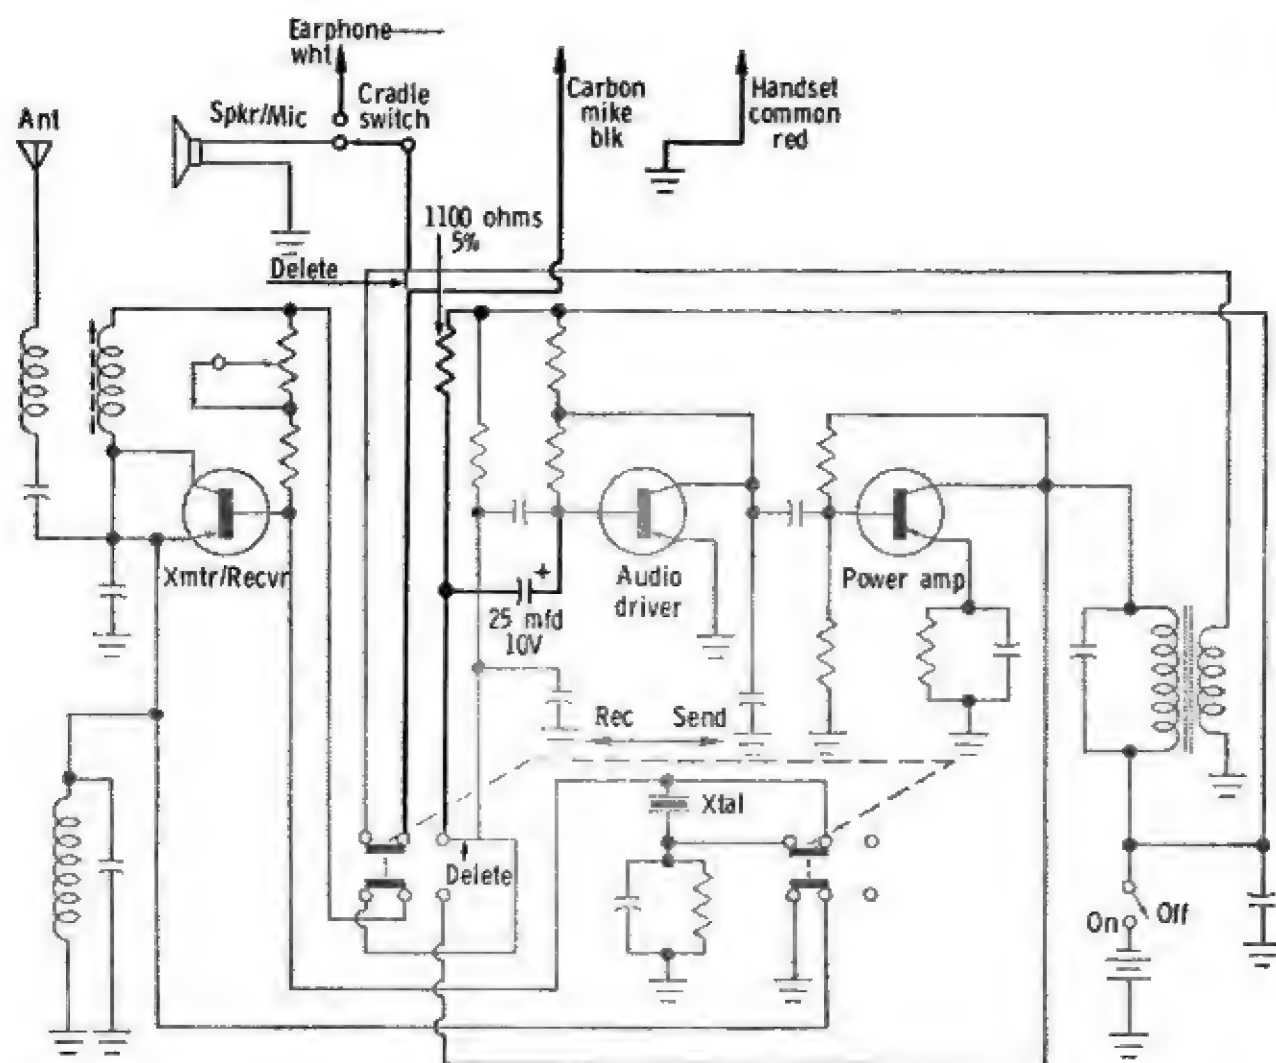 Earphone
wht
Ant
Spkr/Mic
Cradle
switch
Carbon
mike
blk
Handset
common
red
1100 ohms
5%
Delete
Xmtr/Recvr
+
25 mfd
10V
Audio
driver
Power amp
Rec
Send
Xtal
Delete
On
Off